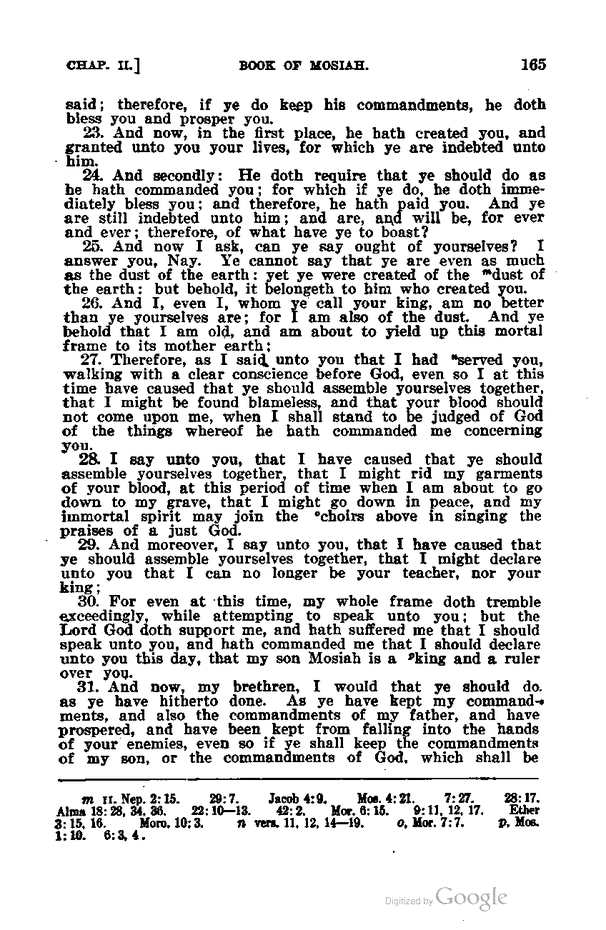 CHAP. II.] BOOK OF MOSIAH. 165
said; therefore, if ye do keep his commandments, he doth
bless you and prosper you.
23. And now, in the first place, he hath created you, and
granted unto you your lives, for which ye are indebted unto
him.
24. And secondly: He doth require that ye should do as
he hath commanded you; for which if ye do, he doth imme-
diately bless you; and therefore, he hath paid you. And ye
are still indebted unto him; and are, and will be, for ever
and ever; therefore, of what have ye to boast?
25. And now I ask, can ye say ought of yourselves? I
answer you, Nay. Ye cannot say that ye are even as much
as the dust of the earth: yet ye were created of the ᵐdust of
the earth: but behold, it belongeth to him who created you.
26. And I, even I, whom ye call your king, am no better
than ye yourselves are; for I am also of the dust. And ye
behold that I am old, and am about to yield up this mortal
frame to its mother earth;
27. Therefore, as I said unto you that I had ⁿserved you,
walking with a clear conscience before God, even so I at this
time have caused that ye should assemble yourselves together,
that I might be found blameless, and that your blood should
not come upon me, when I shall stand to be judged of God
of the things whereof he hath commanded me concerning
you.
28. I say unto you, that I have caused that ye should
assemble yourselves together, that I might rid my garments
of your blood, at this period of time when I am about to go
down to my grave, that I might go down in peace, and my
immortal spirit may join the ᵒchoirs above in singing the
praises of a just God.
29. And moreover, I say unto you, that I have caused that
ye should assemble yourselves together, that I might declare
unto you that I can no longer be your teacher, nor your
king;
30. For even at this time, my whole frame doth tremble
exceedingly, while attempting to speak unto you; but the
Lord God doth support me, and hath suffered me that I should
speak unto you, and hath commanded me that I should declare
unto you this day, that my son Mosiah is a ᵖking and a ruler
over you.
31. And now, my brethren, I would that ye should do.
as ye have hitherto done. As ye have kept my command-
ments, and also the commandments of my father, and have
prospered, and have been kept from falling into the hands
of your enemies, even so if ye shall keep the commandments
of my son, or the commandments of God, which shall be
m II. Nep. 2:15. 29:7. Jacob 4:9. Mos. 4:21. 7:27. 28:17.
Alma 18:28, 34, 36. 22:10—13. 42:2. Mor. 6:15. 9:11, 12, 17. Ether
3:15, 16. Moro. 10:3. n vers. 11, 12, 14—19. o, Mor. 7:7. p, Mos.
1:10. 6:3, 4.
Digitized by Google